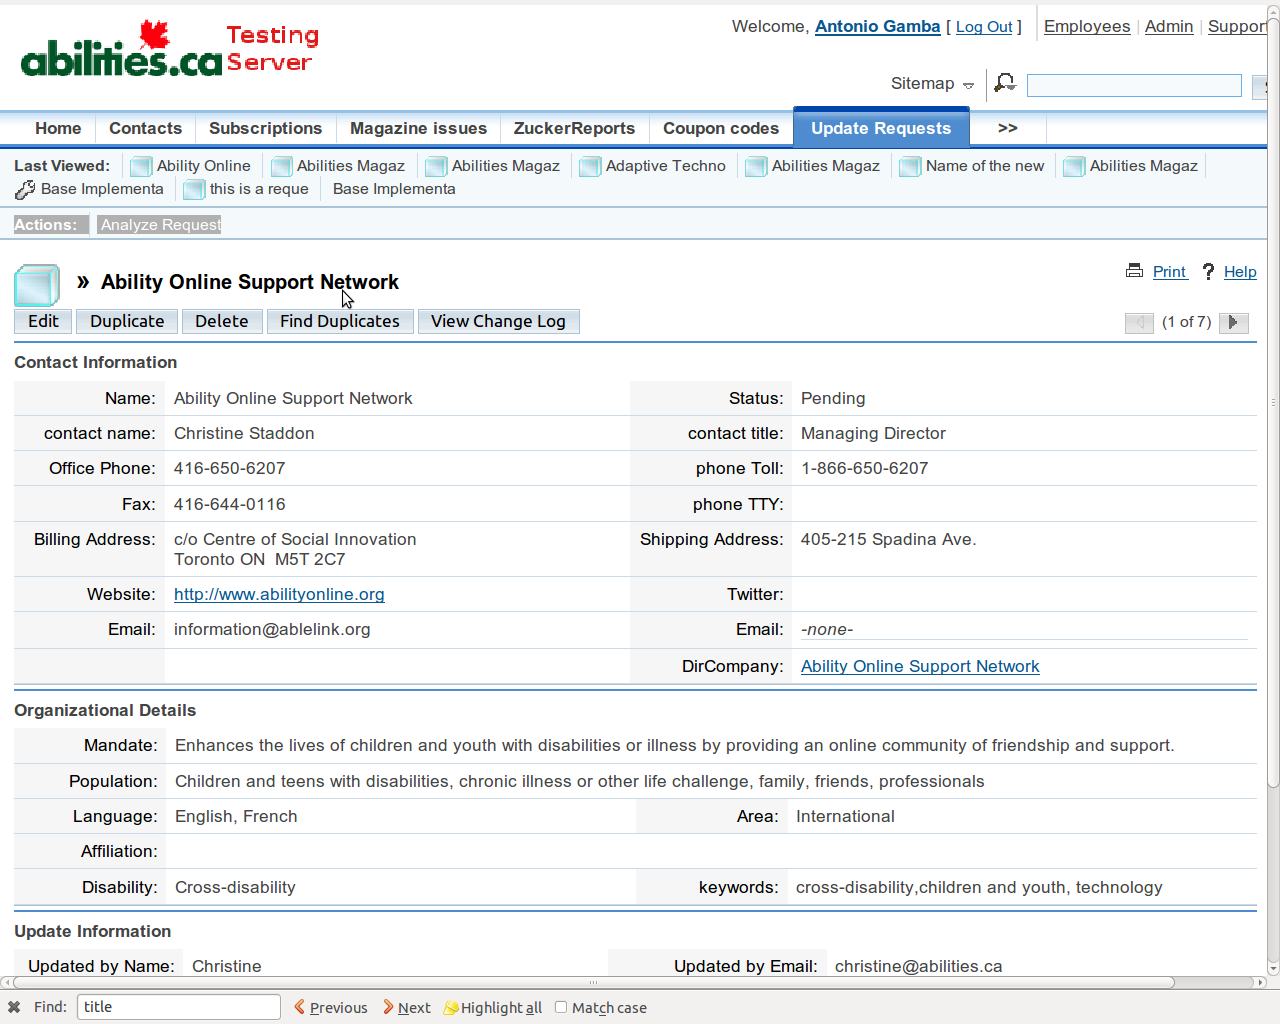 abilities.ca Testing Server
Welcome, Antonio Gamba [ Log Out ] Employees Admin Support
Sitemap
Home Contacts Subscriptions Magazine issues ZuckerReports Coupon codes Update Requests >>
Last Viewed: Ability Online Abilities Magaz Abilities Magaz Adaptive Techno Abilities Magaz Name of the new Abilities Magaz
Base Implementa this is a reque Base Implementa
Actions: Analyze Request
» Ability Online Support Network Print ? Help
Edit Duplicate Delete Find Duplicates View Change Log (1 of 7)
Contact Information
Name: Ability Online Support Network Status: Pending
contact name: Christine Staddon contact title: Managing Director
Office Phone: 416-650-6207 phone Toll: 1-866-650-6207
Fax: 416-644-0116 phone TTY:
Billing Address: c/o Centre of Social Innovation Shipping Address: 405-215 Spadina Ave.
Toronto ON M5T 2C7
Website: http://www.abilityonline.org Twitter:
Email: information@ablelink.org Email: -none-
DirCompany: Ability Online Support Network
Organizational Details
Mandate: Enhances the lives of children and youth with disabilities or illness by providing an online community of friendship and support.
Population: Children and teens with disabilities, chronic illness or other life challenge, family, friends, professionals
Language: English, French Area: International
Affiliation:
Disability: Cross-disability keywords: cross-disability,children and youth, technology
Update Information
Updated by Name: Christine Updated by Email: christine@abilities.ca
Find: title Previous Next Highlight all Match case